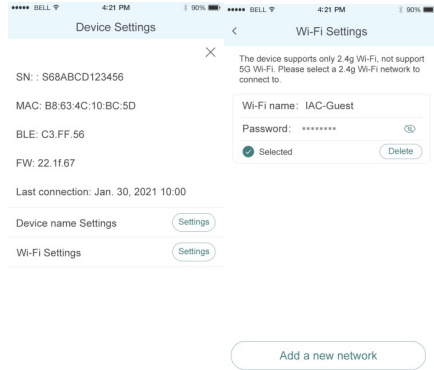 BELL 4:21 PM 90%
Device Settings
SN: : S68ABCD123456
MAC: B8:63:4C:10:BC:5D
BLE: C3.FF.56
FW: 22.1f.67
Last connection: Jan. 30, 2021 10:00
Device name Settings Settings
Wi-Fi Settings Settings
BELL 4:21 PM 90%
Wi-Fi Settings
The device supports only 2.4g Wi-Fi, not support
5G Wi-Fi. Please select a 2.4g Wi-Fi network to
connect to.
Wi-Fi name: IAC-Guest
Password: ********
Selected Delete
Add a new network